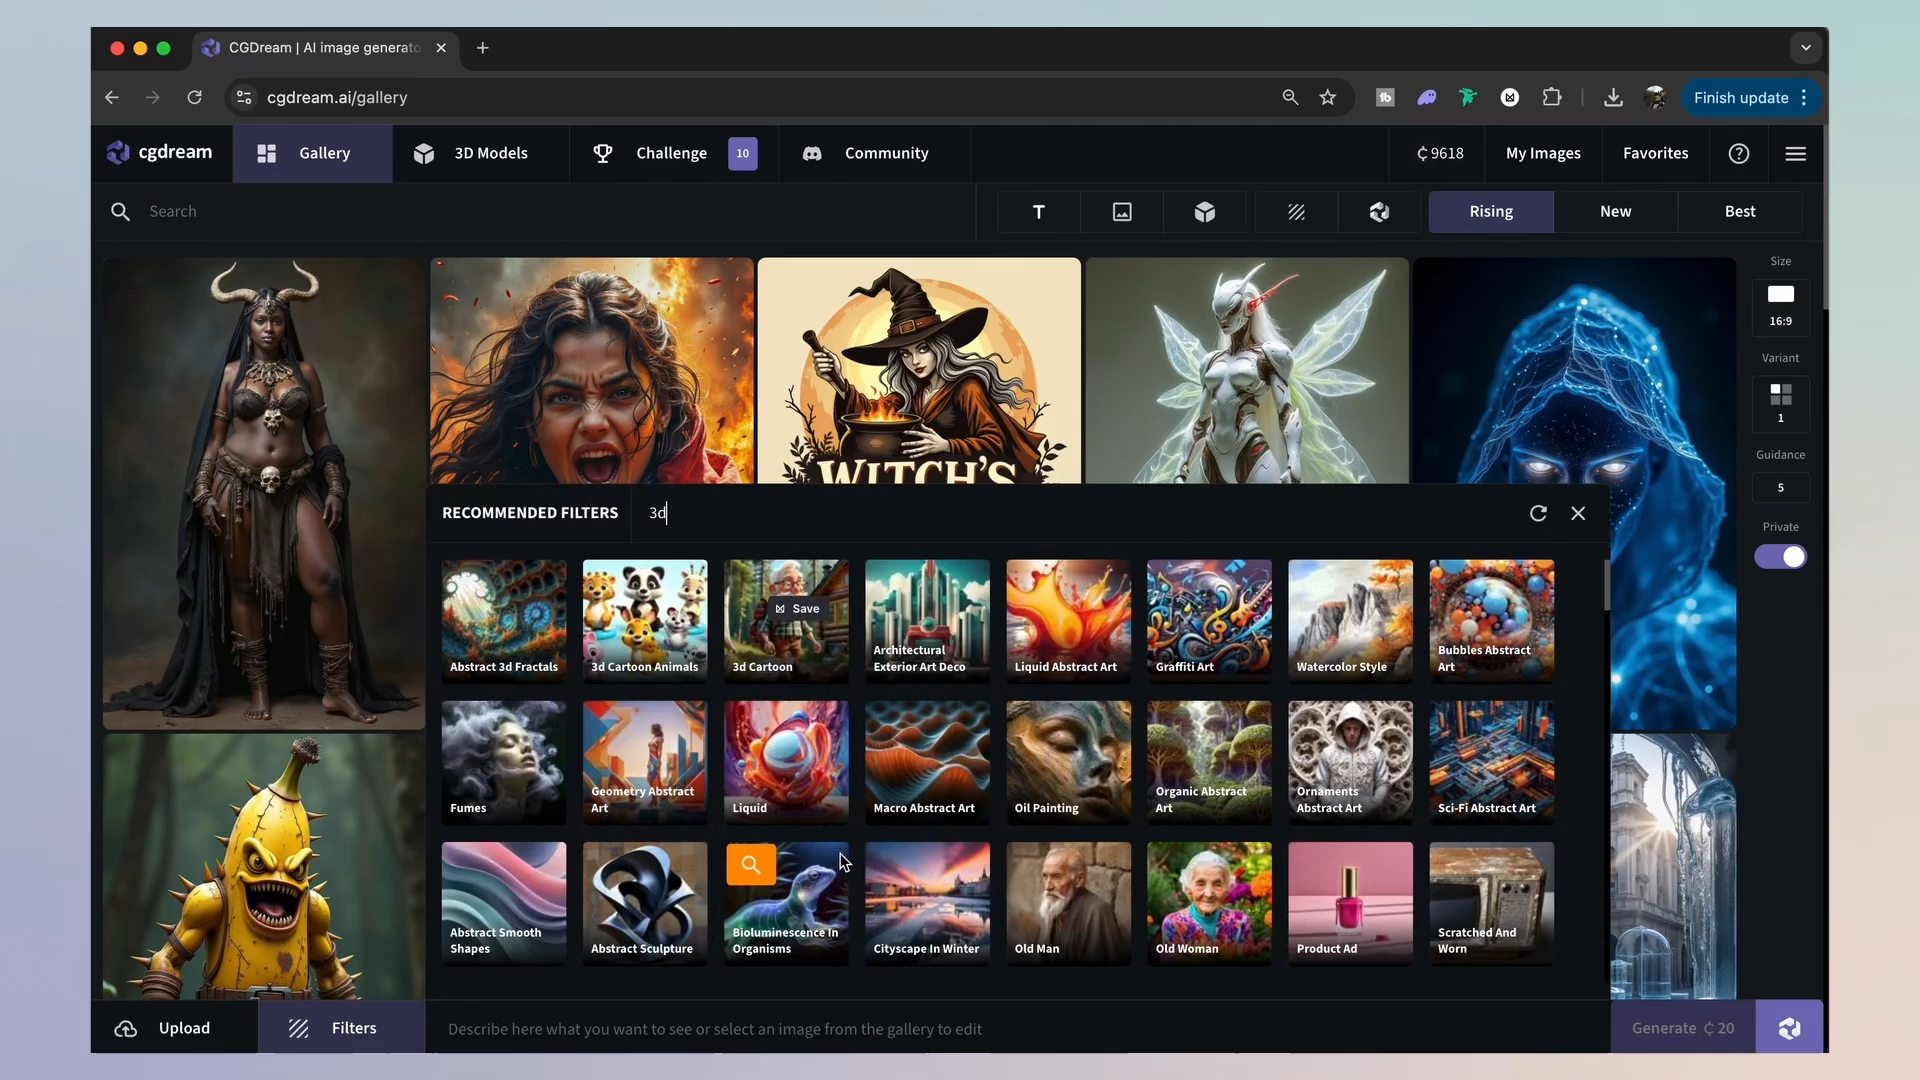 CGDream | AI image generato
cgdream.ai/gallery
Finish update
cgdream
Gallery
3D Models
Challenge
10
Community
₵ 9618
My Images
Favorites
Search
T
Rising
New
Best
Size
16:9
Variant
1
Guidance
5
Private
WITCH'S
RECOMMENDED FILTERS
3d
Abstract 3d Fractals
3d Cartoon Animals
Save
3d Cartoon
Architectural
Exterior Art Deco
Liquid Abstract Art
Graffiti Art
Watercolor Style
Bubbles Abstract
Art
Fumes
Geometry Abstract
Art
Liquid
Macro Abstract Art
Oil Painting
Organic Abstract
Art
Ornaments
Abstract Art
Sci-Fi Abstract Art
Abstract Smooth
Shapes
Abstract Sculpture
Bioluminescence In
Organisms
Cityscape In Winter
Old Man
Old Woman
Product Ad
Scratched And
Worn
Upload
Filters
Describe here what you want to see or select an image from the gallery to edit
Generate ₵ 20